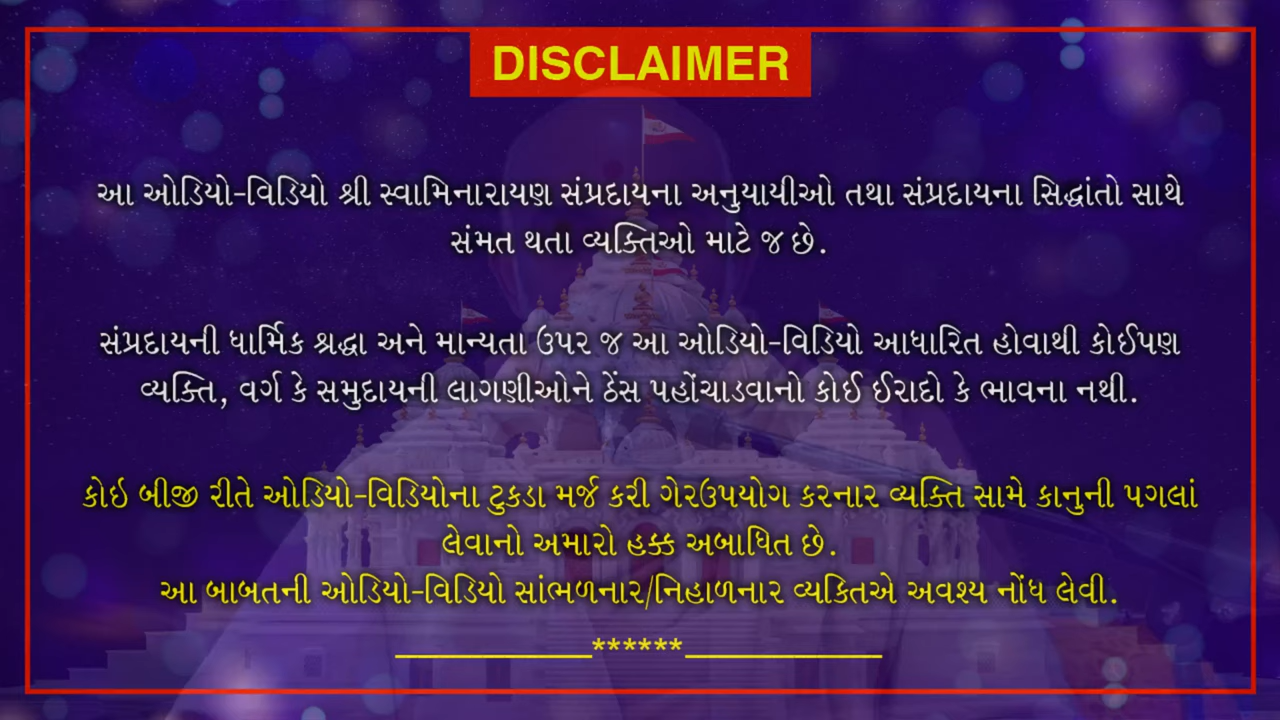 DISCLAIMER
આ ઓડિયો-વિડિયો શ્રી સ્વામિનારાયણ સંપ્રદાયના અનુયાયીઓ તથા સંપ્રદાયના સિદ્ધાંતો સાથે
સંમત થતા વ્યક્તિઓ માટે જ છે.
સંપ્રદાયની ધાર્મિક શ્રદ્ધા અને માન્યતા ઉપર જ આ ઓડિયો-વિડિયો આધારિત હોવાથી કોઈપણ
વ્યક્તિ, વર્ગ કે સમુદાયની લાગણીઓને ઠેંસ પહોંચાડવાનો કોઈ ઈરાદો કે ભાવના નથી.
કોઇ બીજી રીતે ઓડિયો-વિડિયોના ટુકડા મર્જ કરી ગેરઉપયોગ કરનાર વ્યક્તિ સામે કાનુની પગલાં
લેવાનો અમારો હક્ક અબાધિત છે.
આ બાબતની ઓડિયો-વિડિયો સાંભળનાર/નિહાળનાર વ્યકિતએ અવશ્ય નોંધ લેવી.
____________******____________